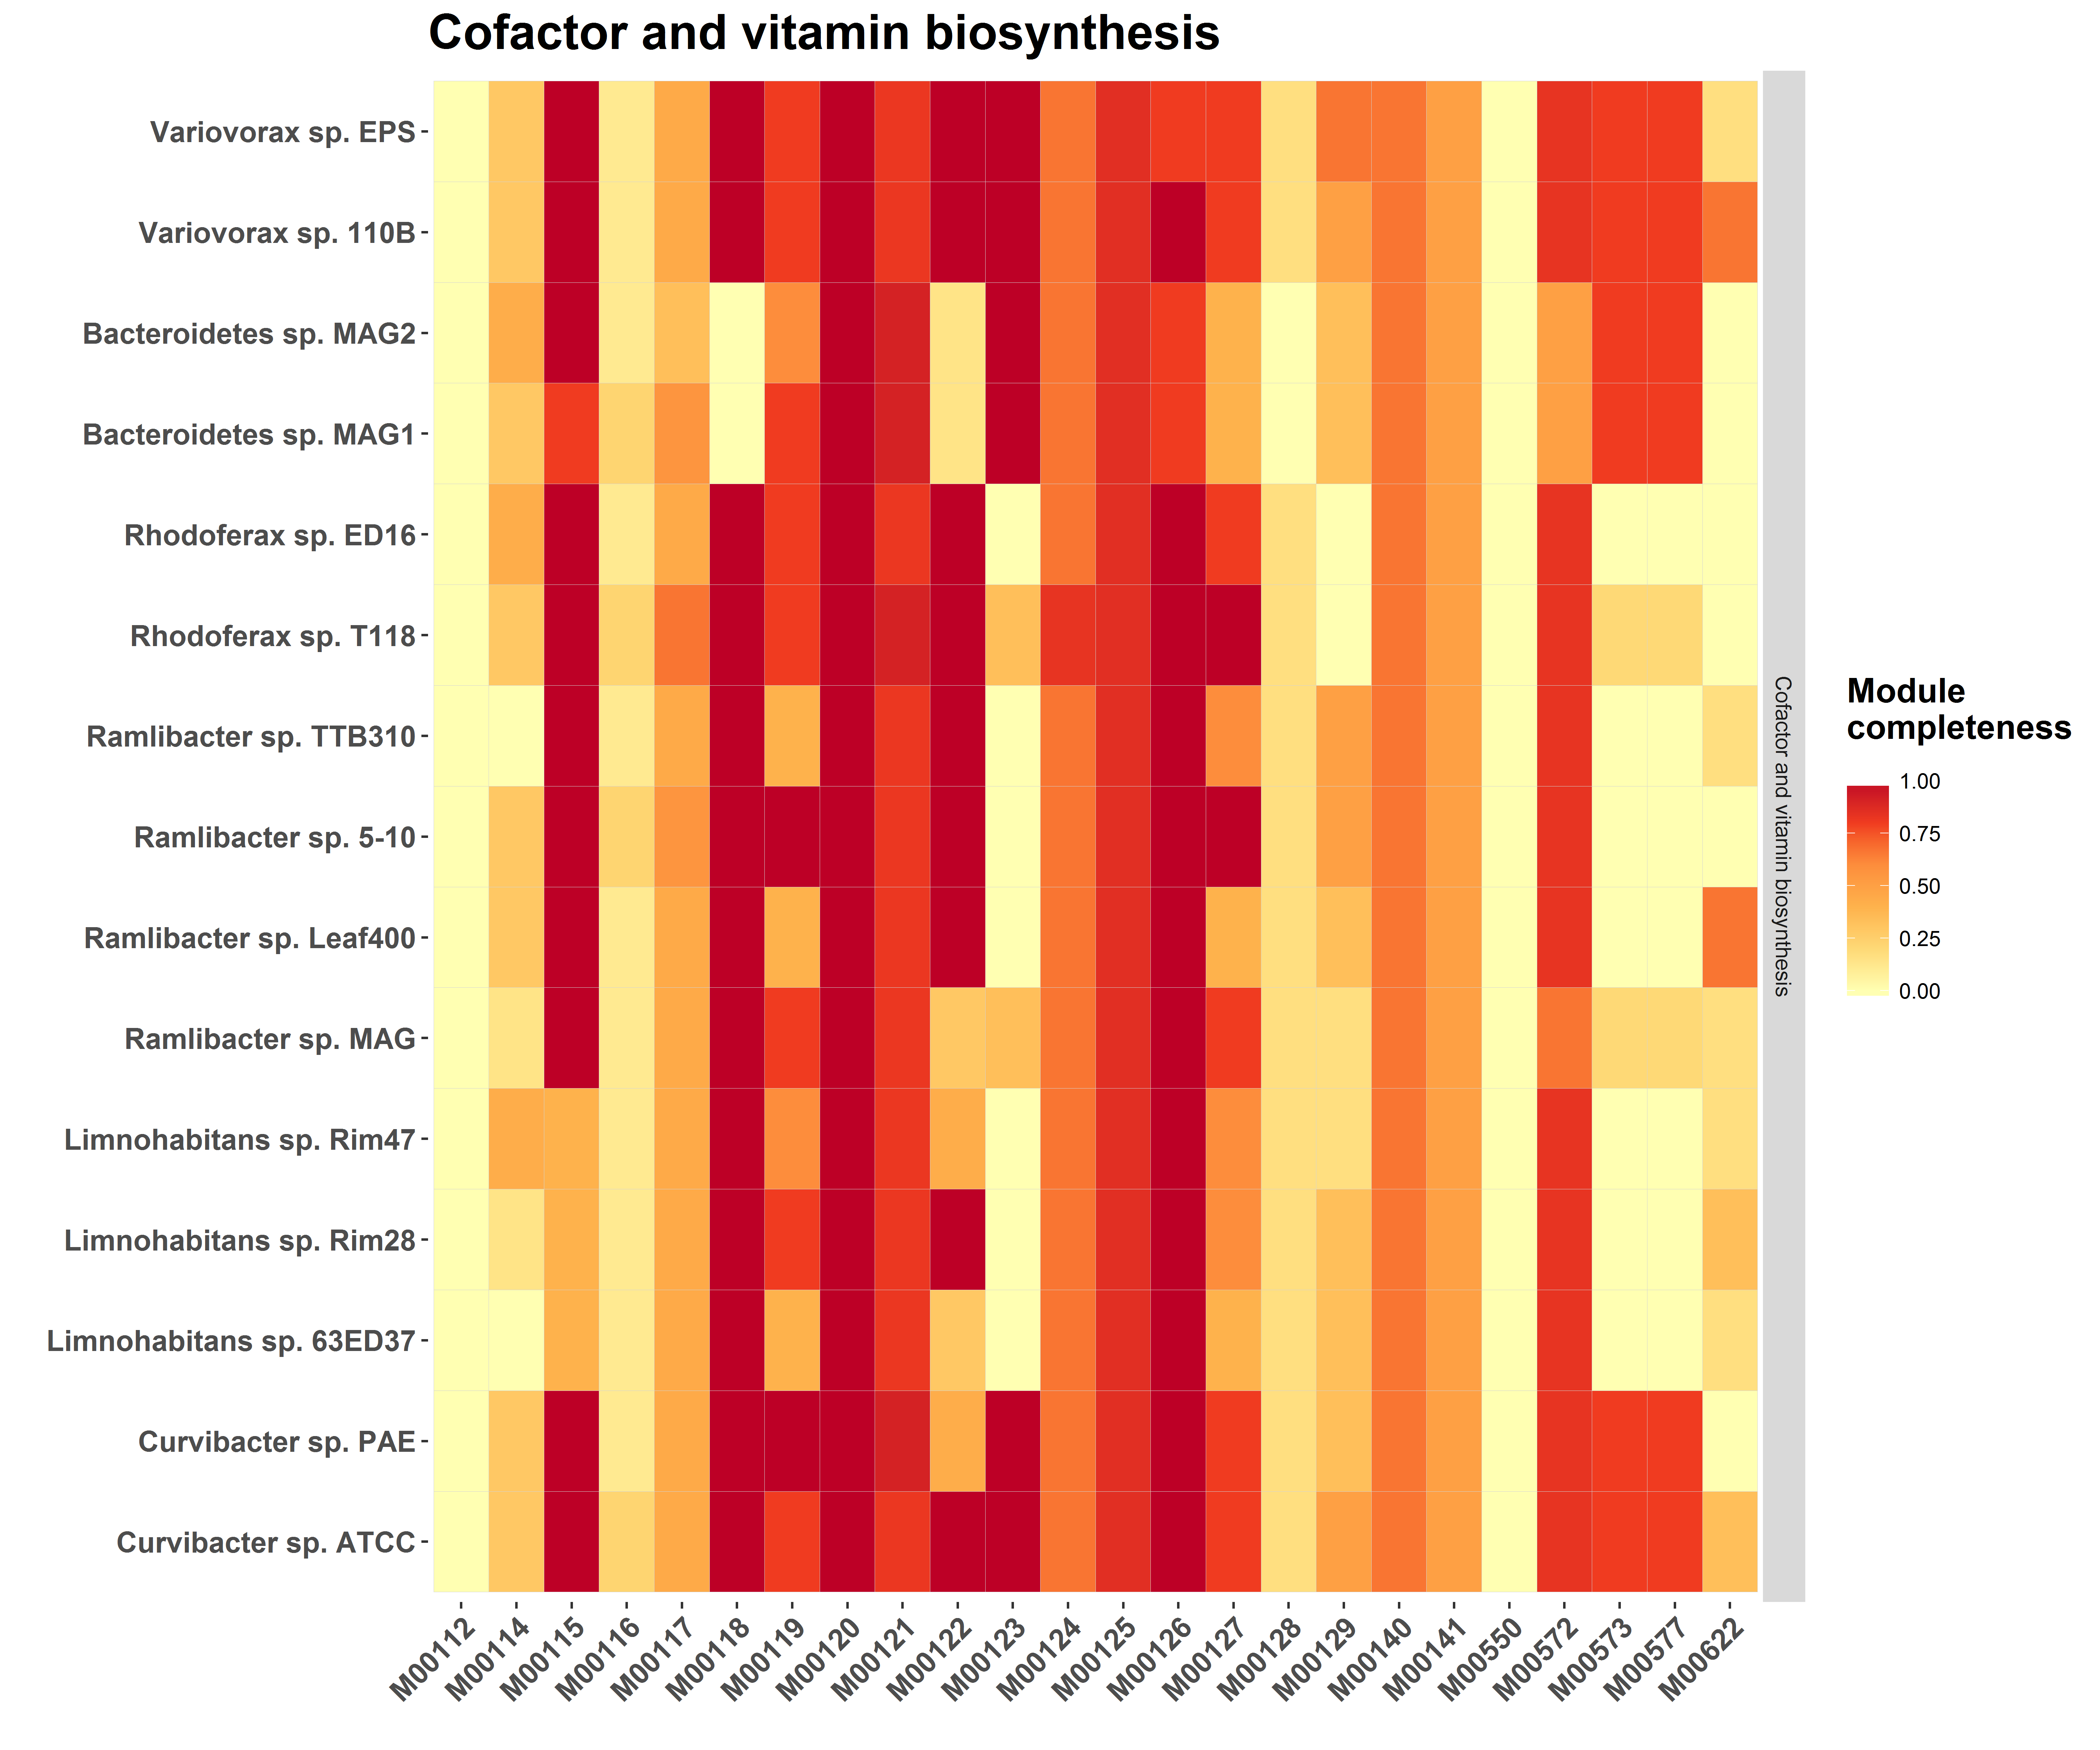 Cofactor and vitamin biosynthesis
Variovorax sp. EPS
Variovorax sp. 110B
Bacteroidetes sp. MAG2
Bacteroidetes sp. MAG1
Rhodoferax sp. ED16
Rhodoferax sp. T118
Ramlibacter sp. TTB310
Ramlibacter sp. 5-10
Ramlibacter sp. Leaf400
Ramlibacter sp. MAG
Limnohabitans sp. Rim47
Limnohabitans sp. Rim28
Limnohabitans sp. 63ED37
Curvibacter sp. PAE
Curvibacter sp. ATCC
M00112
M00114
M00115
M00116
M00117
M00118
M00119
M00120
M00121
M00122
M00123
M00124
M00125
M00126
M00127
M00128
M00129
M00140
M00141
M00550
M00572
M00573
M00577
M00622
Cofactor and vitamin biosynthesis
Module
completeness
1.00
0.75
0.50
0.25
0.00